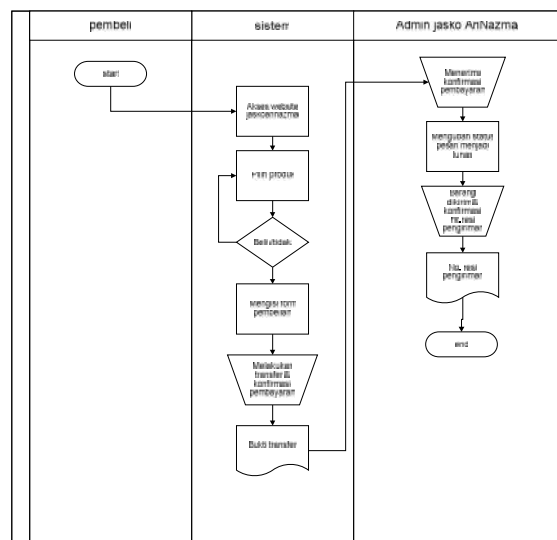 pembeli
sistem
Admin jasko AnNazma
start
Akses website
jaskoannazma
Pilih produk
Beli/tidak
Mengisi form
pembelian
Melakukan
transfer &
konfirmasi
pembayaran
Bukti transfer
Menerima
konfirmasi
pembayaran
Mengubah status
pesan menjadi
lunas
Barang
dikirim &
konfirmasi
no.resi
pengiriman
No. resi
pengiriman
end